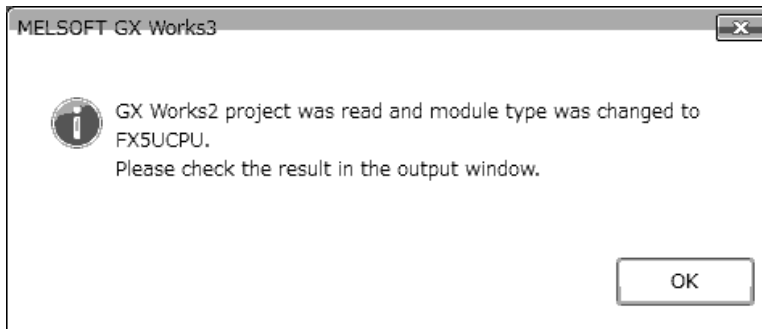 MELSOFT GX Works3
GX Works2 project was read and module type was changed to
FX5UCPU.
Please check the result in the output window.
OK